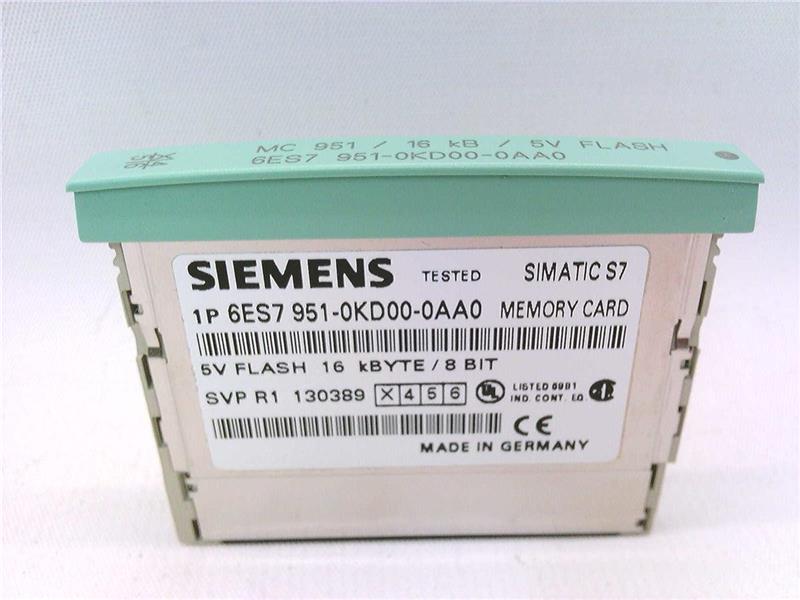 MC 951 / 16 kB / 5V FLASH
6ES7 951-0KD00-0AA0
SIEMENS TESTED SIMATIC S7
1P 6ES7 951-0KD00-0AA0 MEMORY CARD
5V FLASH 16 kBYTE / 8 BIT
SVP R1 130389 X 4 5 6 UL LISTED 69B1
IND. CONT. EQ.
CE
MADE IN GERMANY